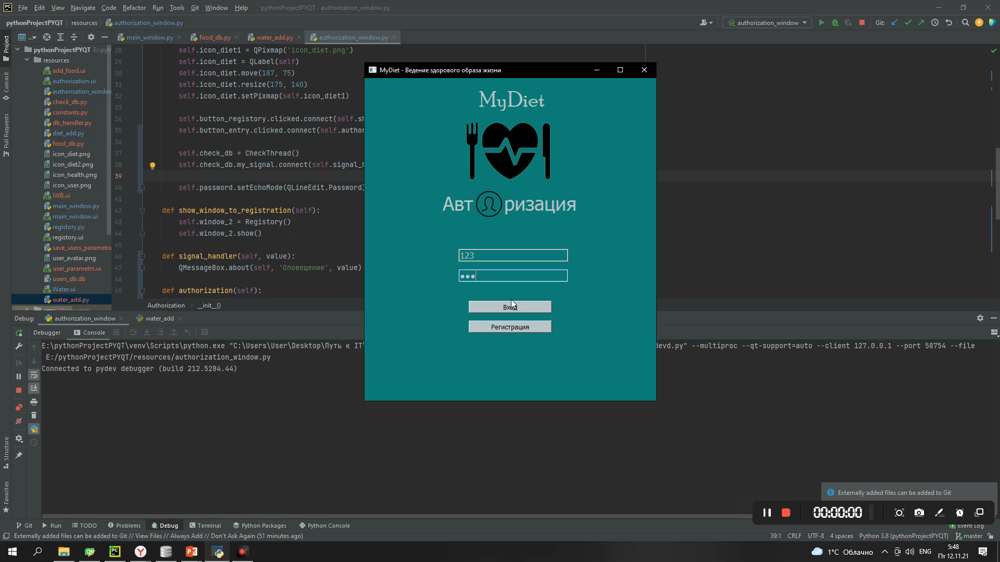 File Edit View Navigate Code Refactor Run Tools Git Window Help pythonProjectPYQT - authorization_window.py
pythonProjectPYQT resources authorization_window.py authorization_window Git:
main_window.py food_db.py water_add.py authorization_window.py
Project
Commit
Pull Requests
Structure
Favorites
pythonProjectPYQT
resources
add_food.ui
authorization.ui
authorization_window
check_db.py
constants.py
db_handler.py
diet_add.py
food_db.py
icon_diet.png
icon_diet2.png
icon_health.png
icon_user.png
IWB.ui
main_window.py
main_window.ui
registory.py
registory.ui
save_users_parametrs
user_avatar.png
user_parametrs.ui
users_db.db
Water.ui
water_add.py
28 self.icon_diet1 = QPixmap('icon_diet.png')
29 self.icon_diet = QLabel(self)
30 self.icon_diet.move(187, 75)
31 self.icon_diet.resize(175, 140)
32 self.icon_diet.setPixmap(self.icon_diet1)
33
34 self.button_registory.clicked.connect(self.sh
35 self.button_entry.clicked.connect(self.author
36
37 self.check_db = CheckThread()
38 self.check_db.my_signal.connect(self.signal_h
39
40 self.password.setEchoMode(QLineEdit.Password)
41
42 def show_window_to_registration(self):
43 self.window_2 = Registory()
44 self.window_2.show()
45
46 def signal_handler(self, value):
47 QMessageBox.about(self, 'Оповещение', value)
48
49 def authorization(self):
Authorization __init__()
MyDiet - Ведение здорового образа жизни
MyDiet
Авт ризация
123
●●●
Вход
Регистрация
Debug: authorization_window water_add
Debugger Console
E:\pythonProjectPYQT\venv\Scripts\python.exe "C:\Users\User\Desktop\Путь к IT\ devd.py" --multiproc --qt-support=auto --client 127.0.0.1 --port 58754 --file
E:/pythonProjectPYQT/resources/authorization_window.py
Connected to pydev debugger (build 212.5284.44)
Externally added files can be added to Git
00:00:00
Git Run TODO Problems Debug Terminal Python Packages Python Console Event Log
Externally added files can be added to Git // View Files // Always Add // Don't Ask Again (51 minutes ago) 39:1 CRLF UTF-8 4 spaces Python 3.8 (pythonProjectPYQT) master
1°C Облачно ENG 5:48
Пт 12.11.21